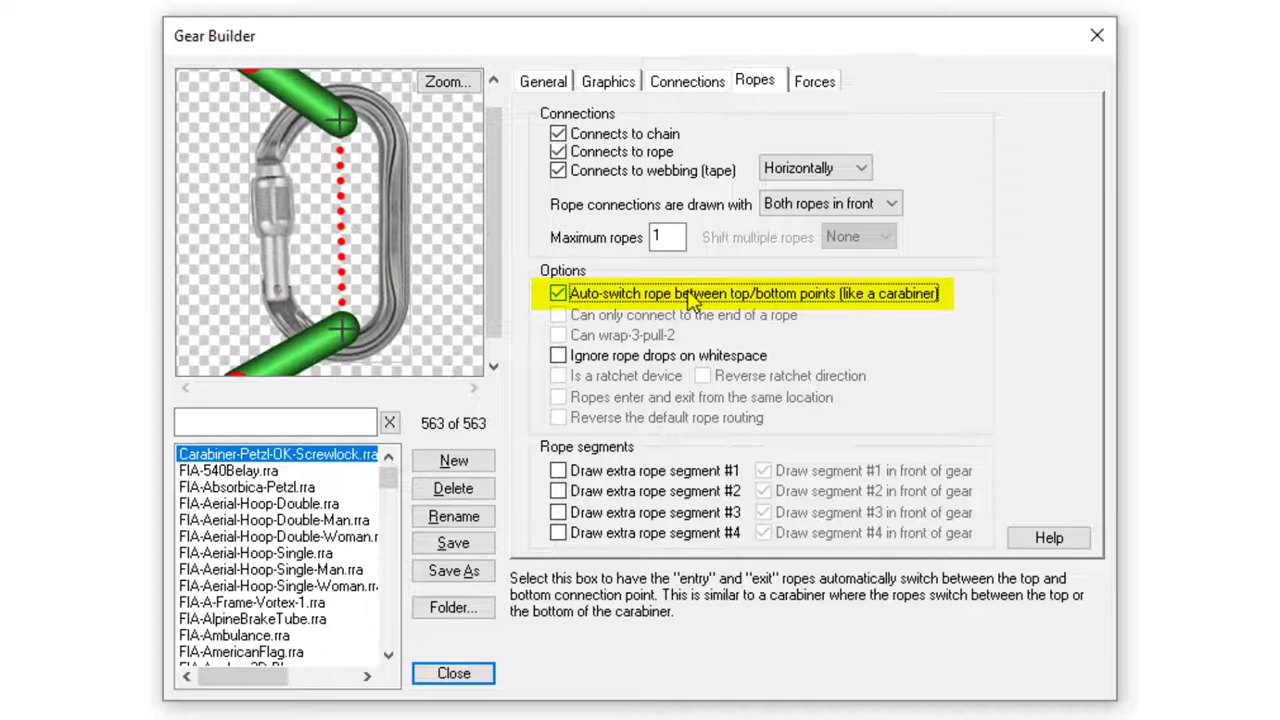 Gear Builder
Zoom...
General
Graphics
Connections
Ropes
Forces
Connections
Connects to chain
Connects to rope
Connects to webbing (tape)
Horizontally
Rope connections are drawn with
Both ropes in front
Maximum ropes
1
Shift multiple ropes
None
Options
Auto-switch rope between top/bottom points (like a carabiner)
Can only connect to the end of a rope
Can wrap-3-pull-2
Ignore rope drops on whitespace
Is a ratchet device
Reverse ratchet direction
Ropes enter and exit from the same location
Reverse the default rope routing
Rope segments
Draw extra rope segment #1
Draw segment #1 in front of gear
Draw extra rope segment #2
Draw segment #2 in front of gear
Draw extra rope segment #3
Draw segment #3 in front of gear
Draw extra rope segment #4
Draw segment #4 in front of gear
Help
X
563 of 563
Carabiner-Petzl-OK-Screwlock.rra
FIA-540Belay.rra
FIA-Absorbica-Petzl.rra
FIA-Aerial-Hoop-Double.rra
FIA-Aerial-Hoop-Double-Man.rra
FIA-Aerial-Hoop-Double-Woman.r
FIA-Aerial-Hoop-Single.rra
FIA-Aerial-Hoop-Single-Man.rra
FIA-Aerial-Hoop-Single-Woman.rr
FIA-A-Frame-Vortex-1.rra
FIA-AlpineBrakeTube.rra
FIA-Ambulance.rra
FIA-AmericanFlag.rra
New
Delete
Rename
Save
Save As
Folder...
Close
Select this box to have the "entry" and "exit" ropes automatically switch between the top and
bottom connection point. This is similar to a carabiner where the ropes switch between the top or
the bottom of the carabiner.